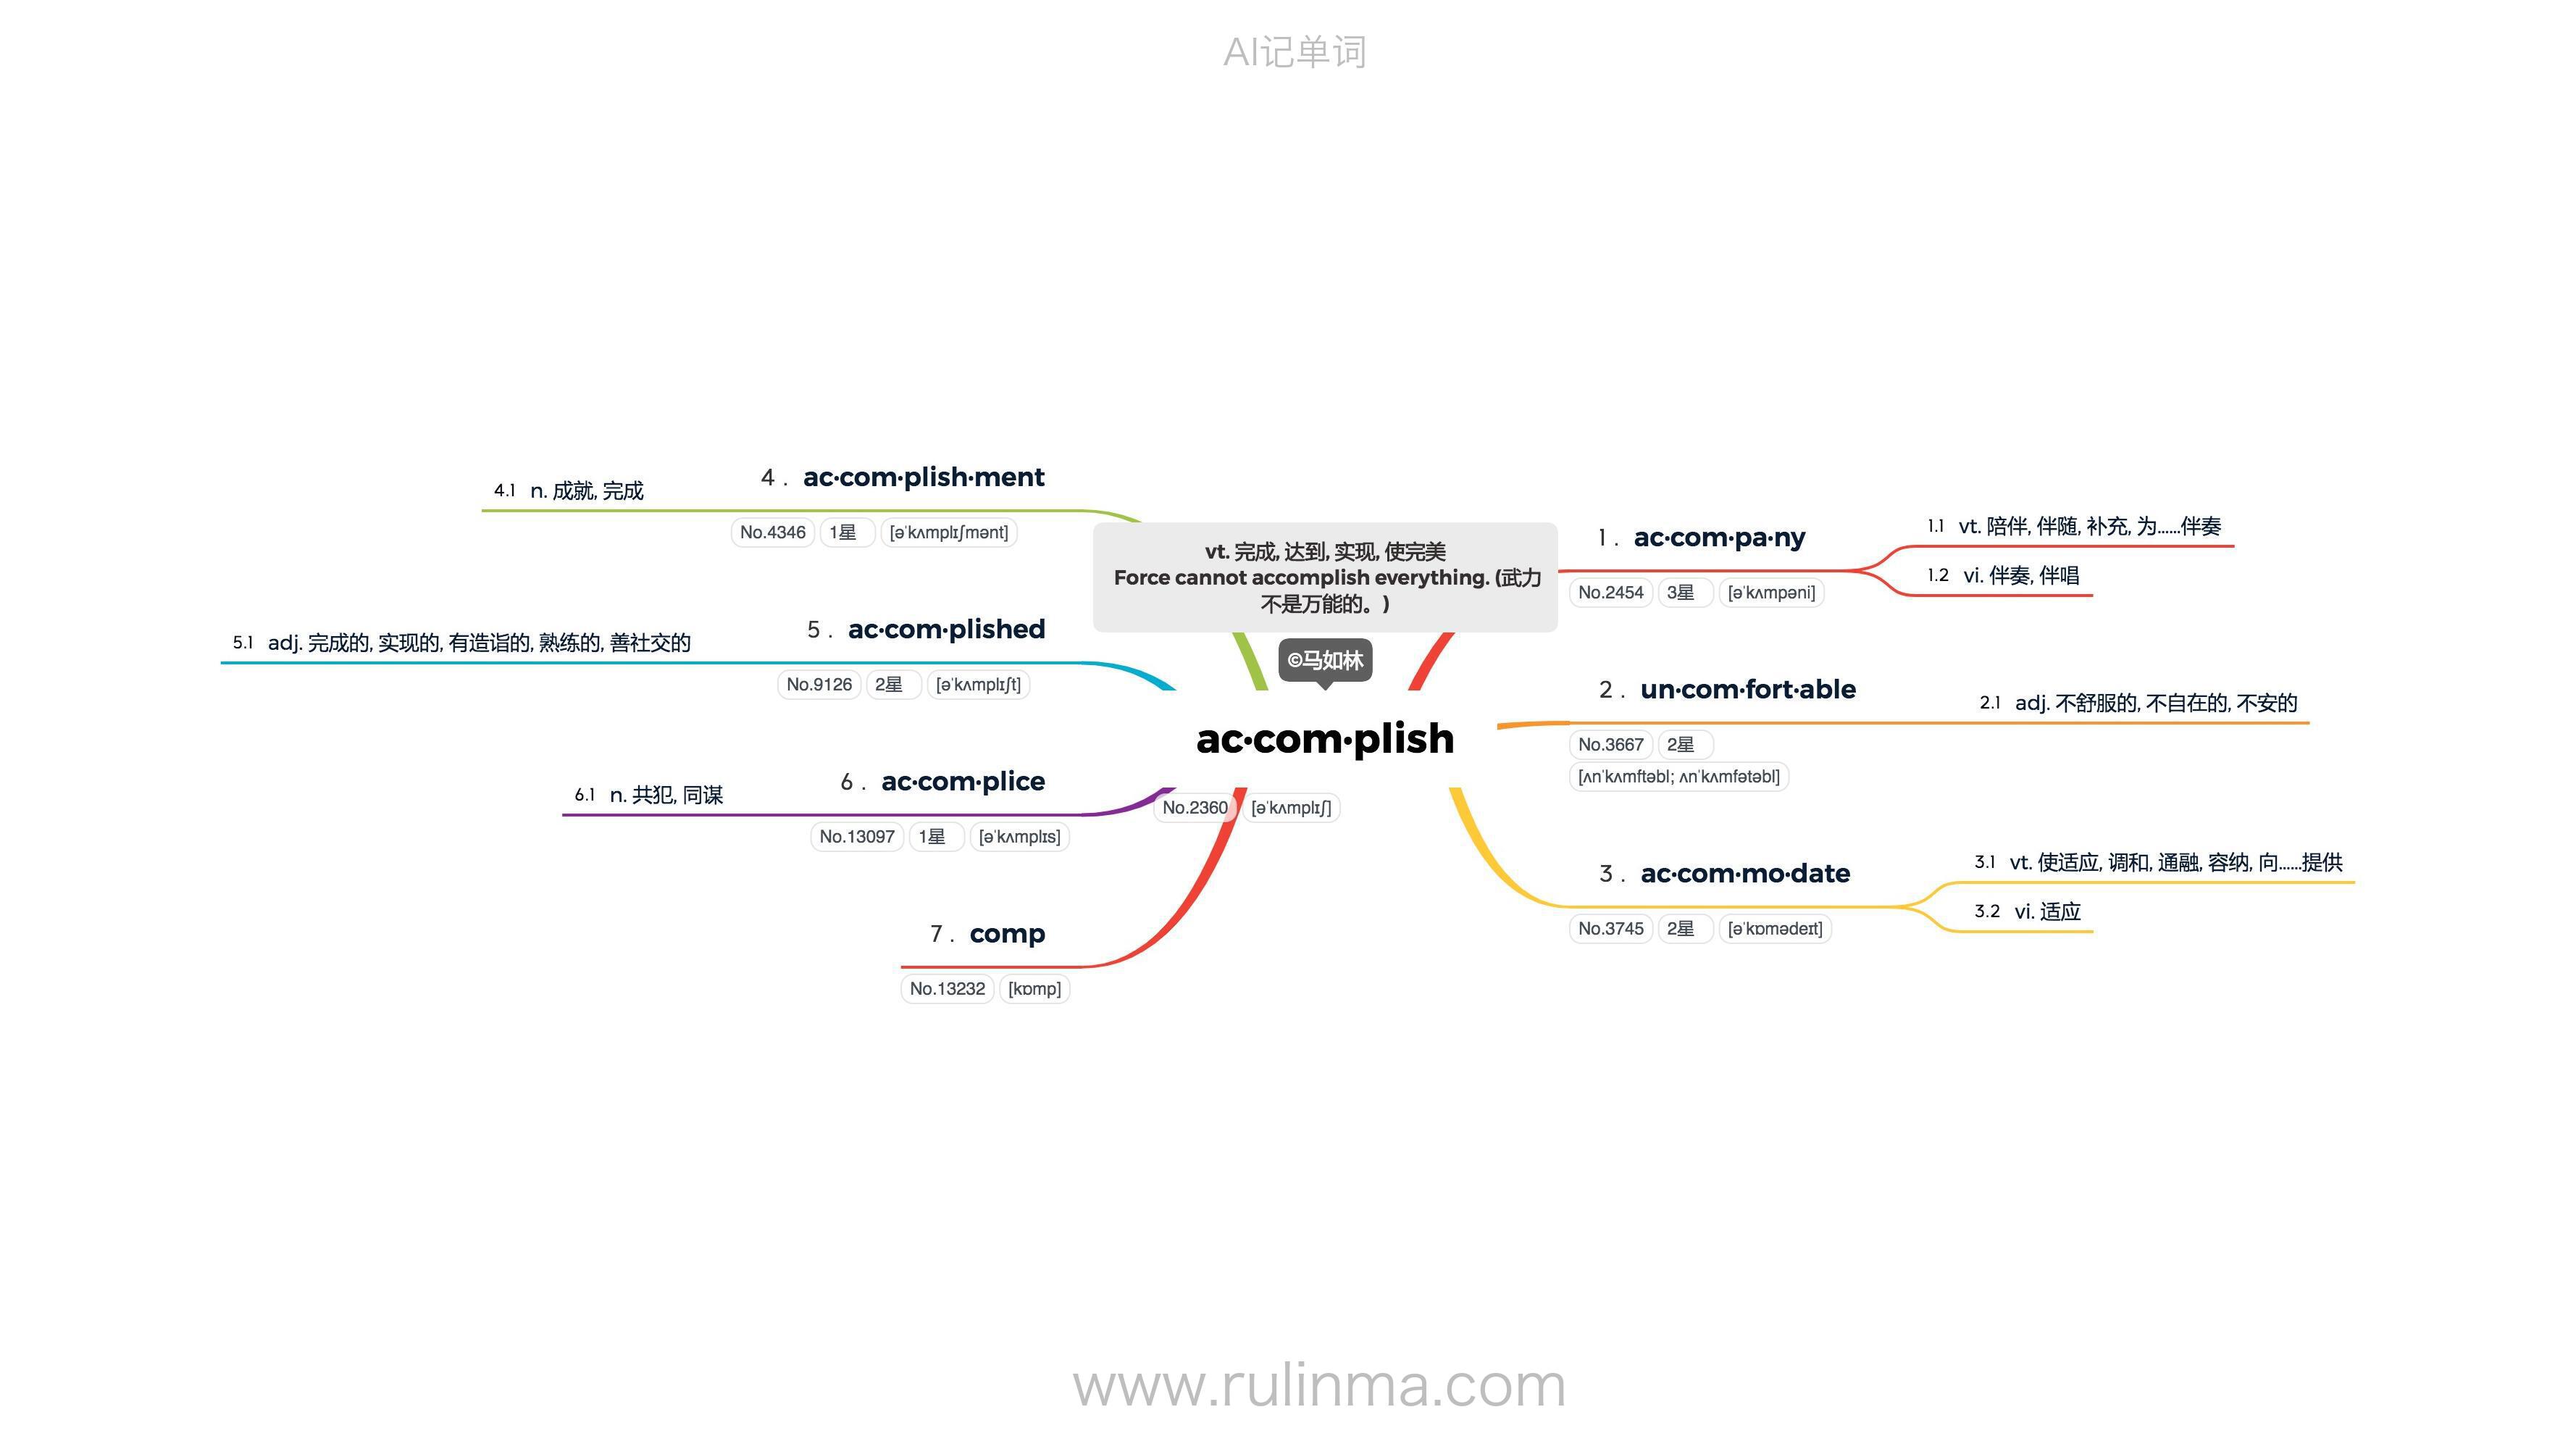 AI记单词
vt. 完成, 达到, 实现, 使完美
Force cannot accomplish everything. (武力
不是万能的。)
©马如林
ac·com·plish
No.2360 [əˈkʌmplɪʃ]
1. ac·com·pa·ny
No.2454 3星 [əˈkʌmpəni]
1.1 vt. 陪伴, 伴随, 补充, 为……伴奏
1.2 vi. 伴奏, 伴唱
2. un·com·fort·able
No.3667 2星
[ʌnˈkʌmftəbl; ʌnˈkʌmfətəbl]
2.1 adj. 不舒服的, 不自在的, 不安的
3. ac·com·mo·date
No.3745 2星 [əˈkɒmədeɪt]
3.1 vt. 使适应, 调和, 通融, 容纳, 向……提供
3.2 vi. 适应
4. ac·com·plish·ment
No.4346 1星 [əˈkʌmplɪʃmənt]
4.1 n. 成就, 完成
5. ac·com·plished
No.9126 2星 [əˈkʌmplɪʃt]
5.1 adj. 完成的, 实现的, 有造诣的, 熟练的, 善社交的
6. ac·com·plice
No.13097 1星 [əˈkʌmplɪs]
6.1 n. 共犯, 同谋
7. comp
No.13232 [kɒmp]
www.rulinma.com